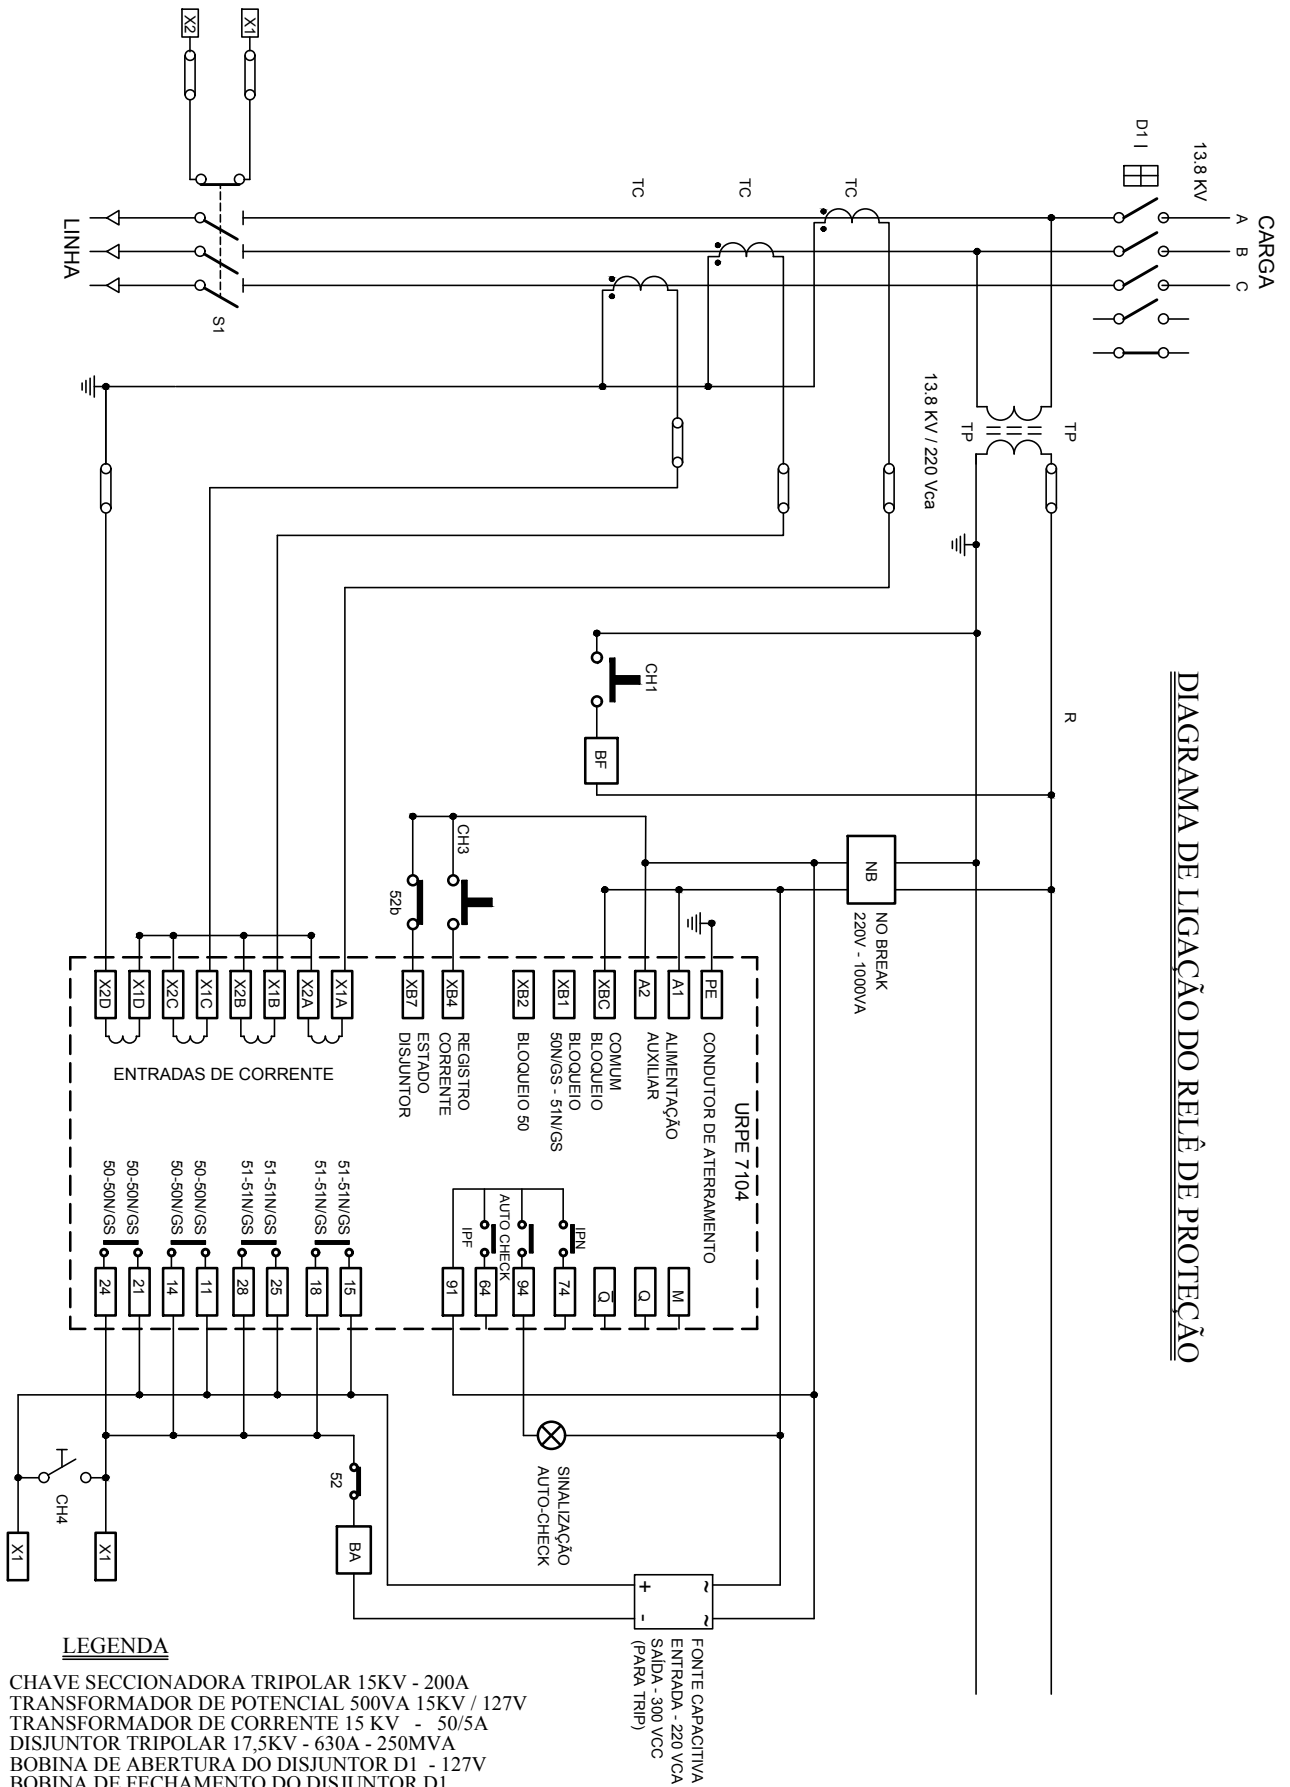 DIAGRAMA DE LIGAÇÃO DO RELÊ DE PROTEÇÃO
CARGA
A
B
C
13.8 KV
D1 I
X2
X1
LINHA
S1
TC
TC
TC
TP
TP
13.8 KV / 220 Vca
R
CH1
BF
NB
NO BREAK
220V - 1000VA
CH3
52b
URPE 7104
PE
A1
A2
XBC
XB1
XB2
XB4
XB7
X1A
X2A
X1B
X2B
X1C
X2C
X1D
X2D
CONDUTOR DE ATERRAMENTO
ALIMENTAÇÃO
AUXILIAR
COMUM
BLOQUEIO
BLOQUEIO
50N/GS - 51N/GS
BLOQUEIO 50
REGISTRO
CORRENTE
ESTADO
DISJUNTOR
ENTRADAS DE CORRENTE
M
Q
Q̅
74
94
64
91
IPN
AUTO CHECK
IPF
51-51N/GS
51-51N/GS
51-51N/GS
51-51N/GS
50-50N/GS
50-50N/GS
50-50N/GS
50-50N/GS
15
18
25
28
11
14
21
24
SINALIZAÇÃO
AUTO-CHECK
52
BA
CH4
X1
X1
~
~
+
-
FONTE CAPACITIVA
ENTRADA - 220 VCA
SAÍDA - 300 VCC
(PARA TRIP)
LEGENDA
CHAVE SECCIONADORA TRIPOLAR 15KV - 200A
TRANSFORMADOR DE POTENCIAL 500VA 15KV / 127V
TRANSFORMADOR DE CORRENTE 15 KV - 50/5A
DISJUNTOR TRIPOLAR 17,5KV - 630A - 250MVA
BOBINA DE ABERTURA DO DISJUNTOR D1 - 127V
BOBINA DE FECHAMENTO DO DISJUNTOR D1